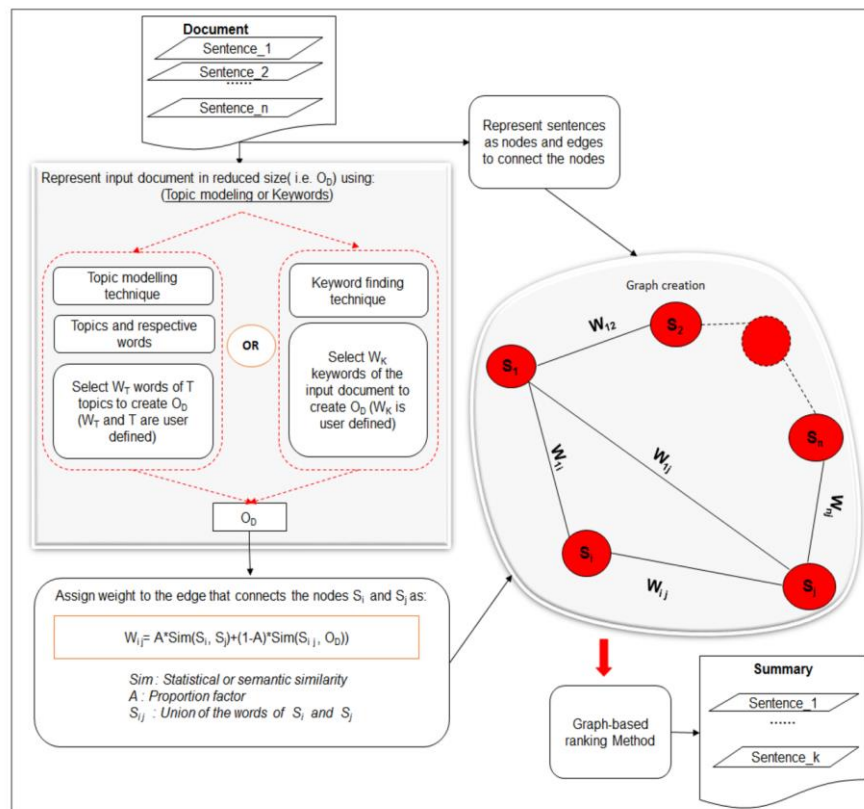 Document
Sentence_1
Sentence_2
......
Sentence_n
Represent sentences
as nodes and edges
to connect the nodes
Represent input document in reduced size( i.e. O_D) using:
(Topic modeling or Keywords)
Topic modelling
technique
Topics and respective
words
Select W_T words of T
topics to create O_D
(W_T and T are user
defined)
OR
Keyword finding
technique
Select W_K
keywords of the
input document to
create O_D (W_K is
user defined)
O_D
Assign weight to the edge that connects the nodes S_i and S_j as:
W_ij= A*Sim(S_i, S_j)+(1-A)*Sim(S_ij, O_D))
Sim : Statistical or semantic similarity
A : Proportion factor
S_ij : Union of the words of S_i and S_j
Graph creation
W_12
S_2
S_1
S_n
W_1i
W_1j
W_nj
S_i
W_ij
S_j
Graph-based
ranking Method
Summary
Sentence_1
......
Sentence_k